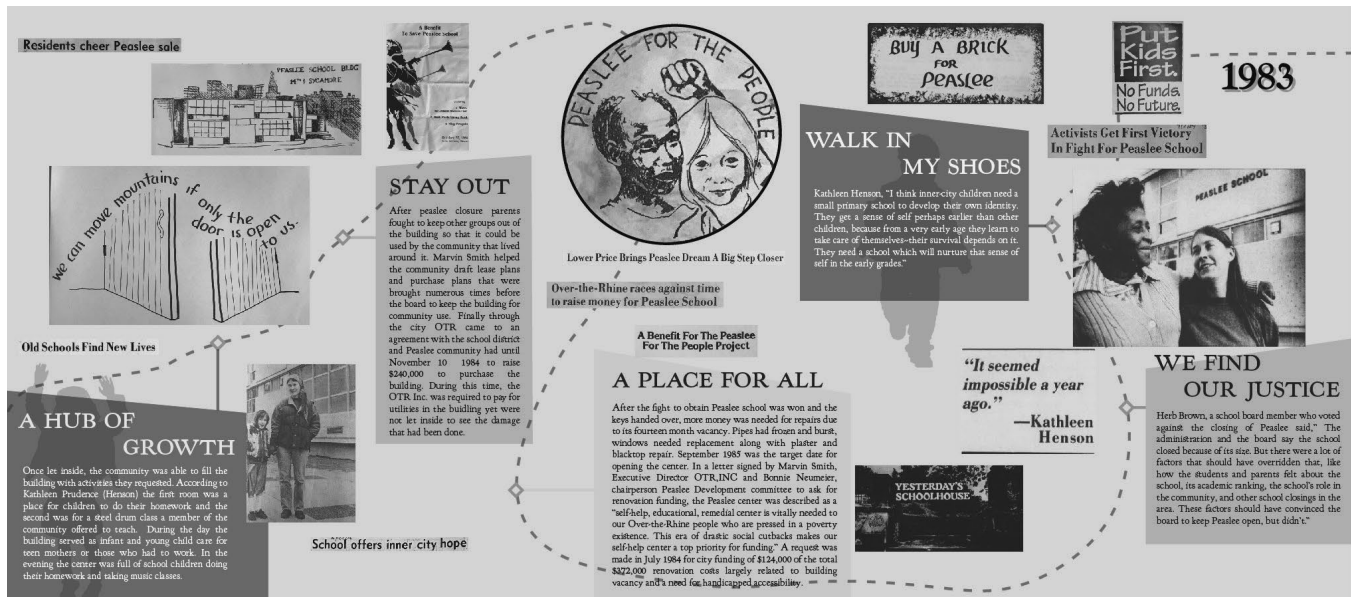 Residents cheer Peaslee sale
PEASLEE SCHOOL BLDG
14TH & SYCAMORE
we can move mountains if
only the
door is open
to us.
Old Schools Find New Lives
A HUB OF
GROWTH
Once let inside, the community was able to fill the
building with activities they requested. According to
Kathleen Prudence (Henson) the first room was a
place for children to do their homework and the
second was for a steel drum class a member of the
community offered to teach. During the day the
building served as infant and young child care for
teen mothers or those who had to work. In the
evening the center was full of school children doing
their homework and taking music classes.
A Benefit
To Save Peaslee School
STAY OUT
After peaslee closure parents
fought to keep other groups out of
the building so that it could be
used by the community that lived
around it. Marvin Smith helped
the community draft lease plans
and purchase plans that were
brought numerous times before
the board to keep the building for
community use. Finally through
the city OTR came to an
agreement with the school district
and Peaslee community had until
November 10 1984 to raise
$240,000 to purchase the
building. During this time, the
OTR Inc. was required to pay for
utilities in the buidling yet were
not let inside to see the damage
that had been done.
School offers inner city hope
PEASLEE FOR THE PEOPLE
Lower Price Brings Peaslee Dream A Big Step Closer
Over-the-Rhine races against time
to raise money for Peaslee School
A Benefit For The Peaslee
For The People Project
A PLACE FOR ALL
After the fight to obtain Peaslee school was won and the
keys handed over, more money was needed for repairs due
to its fourteen month vacancy. Pipes had frozen and burst,
windows needed replacement along with plaster and
blacktop repair. September 1985 was the target date for
opening the center. In a letter signed by Marvin Smith,
Executive Director OTR,INC and Bonnie Neumeier,
chairperson Peaslee Development committee to ask for
renovation funding, the Peaslee center was described as a
"self-help, educational, remedial center is vitally needed to
our Over-the-Rhine people who are pressed in a poverty
existence. This era of drastic social cutbacks makes our
self-help center a top priority for funding." A request was
made in July 1984 for city funding of $124,000 of the total
$372,000 renovation costs largely related to building
vacancy and a need for handicapped accessibility.
BUY A BRICK
FOR
PEASLEE
WALK IN
MY SHOES
Kathleen Henson, "I think inner-city children need a
small primary school to develop their own identity.
They get a sense of self perhaps earlier than other
children, because from a very early age they learn to
take care of themselves–their survival depends on it.
They need a school which will nurture that sense of
self in the early grades."
Put
Kids
First.
No Funds.
No Future.
1983
Activists Get First Victory
In Fight For Peaslee School
PEASLEE SCHOOL
"It seemed
impossible a year
ago."
—Kathleen
Henson
YESTERDAY'S
SCHOOLHOUSE
WE FIND
OUR JUSTICE
Herb Brown, a school board member who voted
against the closing of Peaslee said," The
administration and the board say the school
closed because of its size. But there were a lot of
factors that should have overridden that, like
how the students and parents felt about the
school, its academic ranking, the school's role in
the community, and other school closings in the
area. These factors should have convinced the
board to keep Peaslee open, but didn't."